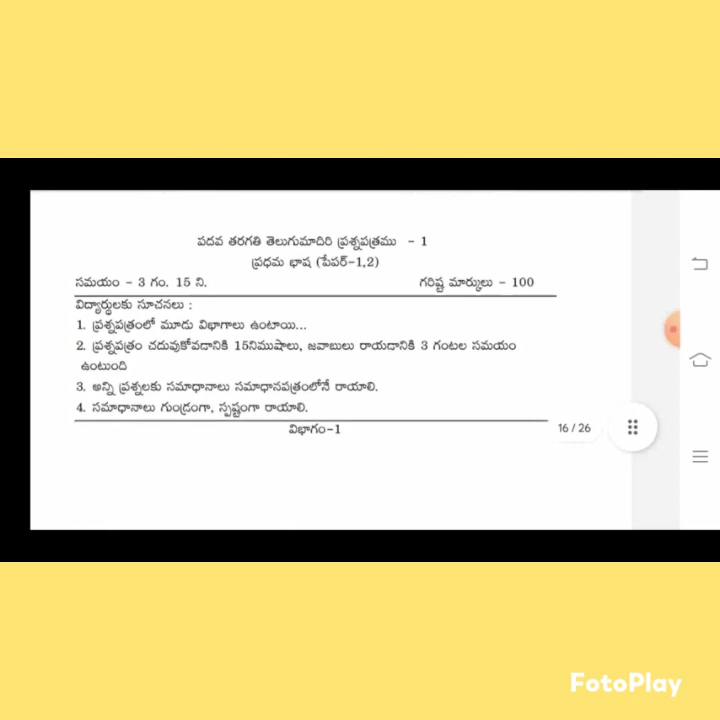 పదవ తరగతి తెలుగుమాదిరి ప్రశ్నపత్రము - 1
ప్రధమ భాష (పేపర్-1,2)
సమయం - 3 గం. 15 ని. గరిష్ట మార్కులు - 100
విద్యార్థులకు సూచనలు :
1. ప్రశ్నపత్రంలో మూడు విభాగాలు ఉంటాయి...
2. ప్రశ్నపత్రం చదువుకోవడానికి 15నిముషాలు, జవాబులు రాయడానికి 3 గంటల సమయం
ఉంటుంది
3. అన్ని ప్రశ్నలకు సమాధానాలు సమాధానపత్రంలోనే రాయాలి.
4. సమాధానాలు గుండ్రంగా, స్పష్టంగా రాయాలి.
విభాగం-1
16 / 26
FotoPlay